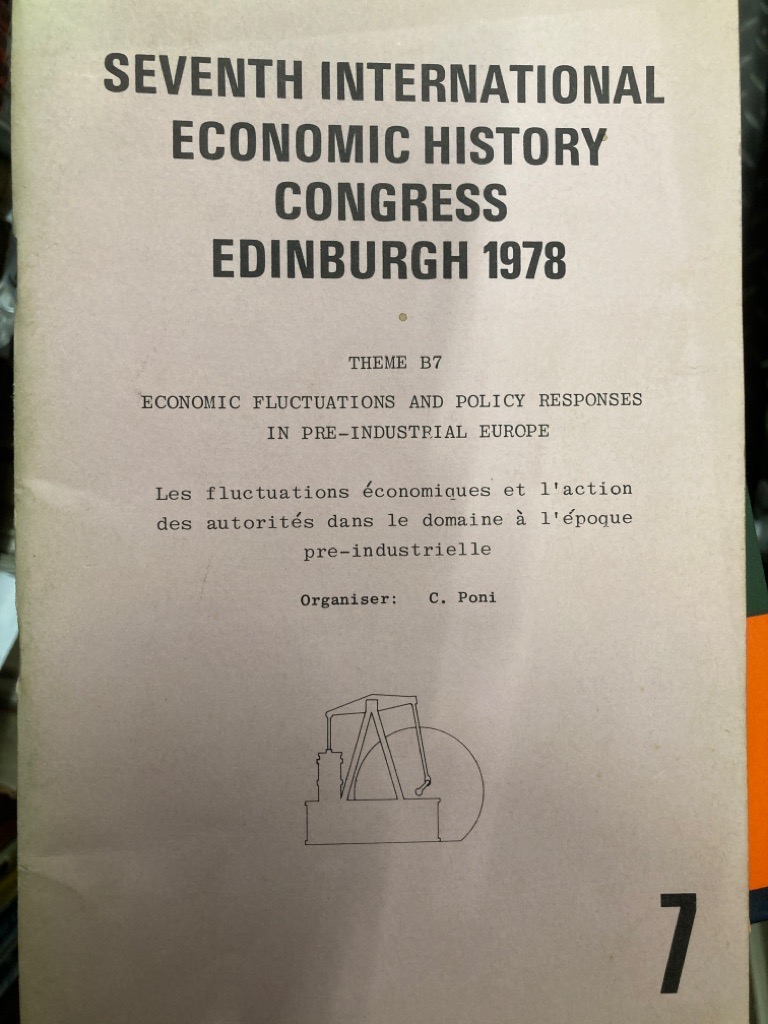 SEVENTH INTERNATIONAL
ECONOMIC HISTORY
CONGRESS
EDINBURGH 1978
THEME B7
ECONOMIC FLUCTUATIONS AND POLICY RESPONSES
IN PRE-INDUSTRIAL EUROPE
Les fluctuations économiques et l'action
des autorités dans le domaine à l'époque
pre-industrielle
Organiser: C. Poni
7